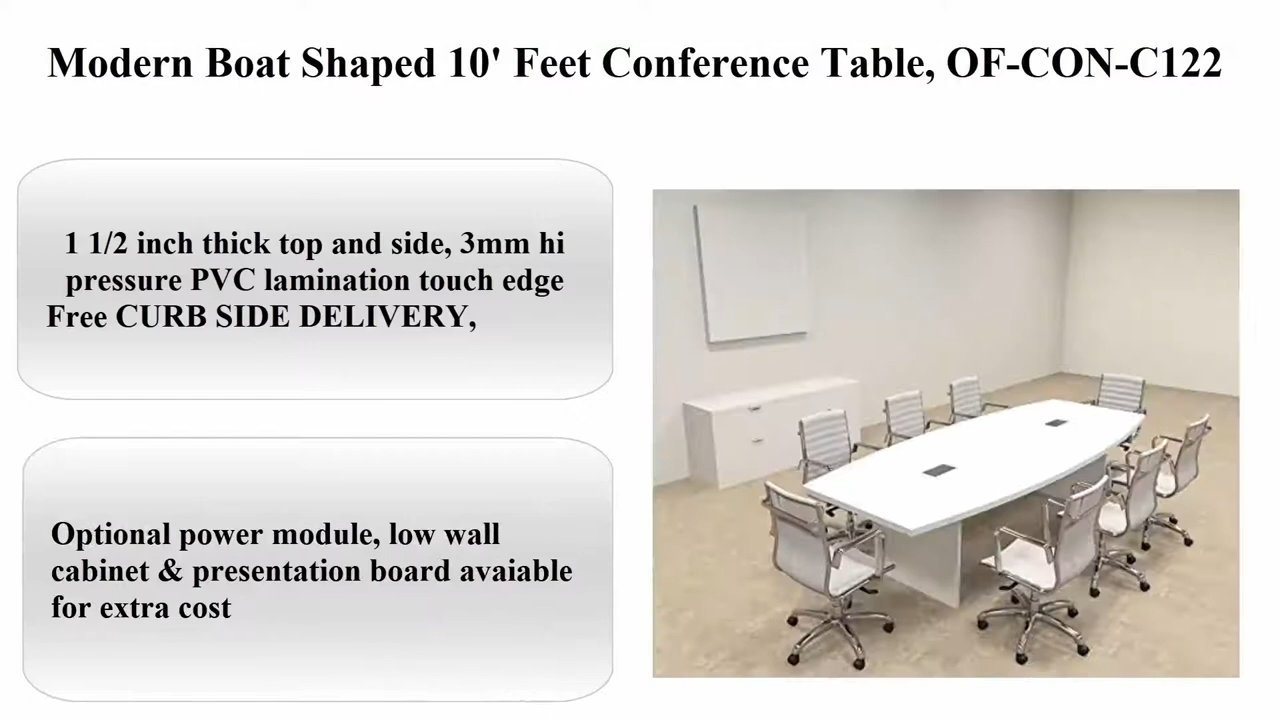 Modern Boat Shaped 10' Feet Conference Table, OF-CON-C122
1 1/2 inch thick top and side, 3mm hi
pressure PVC lamination touch edge
Free CURB SIDE DELIVERY,
Optional power module, low wall
cabinet & presentation board avaiable
for extra cost